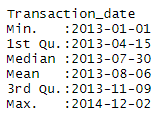 Transaction_date
Min.   :2013-01-01
1st Qu.:2013-04-15
Median :2013-07-30
Mean   :2013-08-06
3rd Qu.:2013-11-09
Max.   :2014-12-02